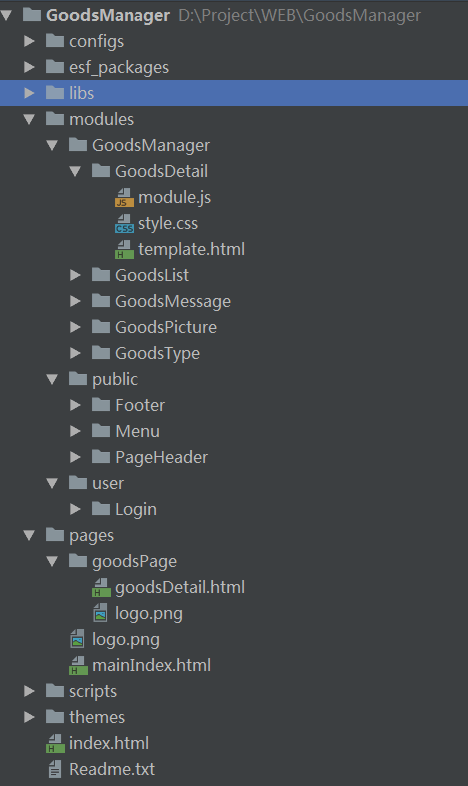 GoodsManager D:\Project\WEB\GoodsManager
configs
esf_packages
libs
modules
GoodsManager
GoodsDetail
module.js
style.css
template.html
GoodsList
GoodsMessage
GoodsPicture
GoodsType
public
Footer
Menu
PageHeader
user
Login
pages
goodsPage
goodsDetail.html
logo.png
logo.png
mainIndex.html
scripts
themes
index.html
Readme.txt